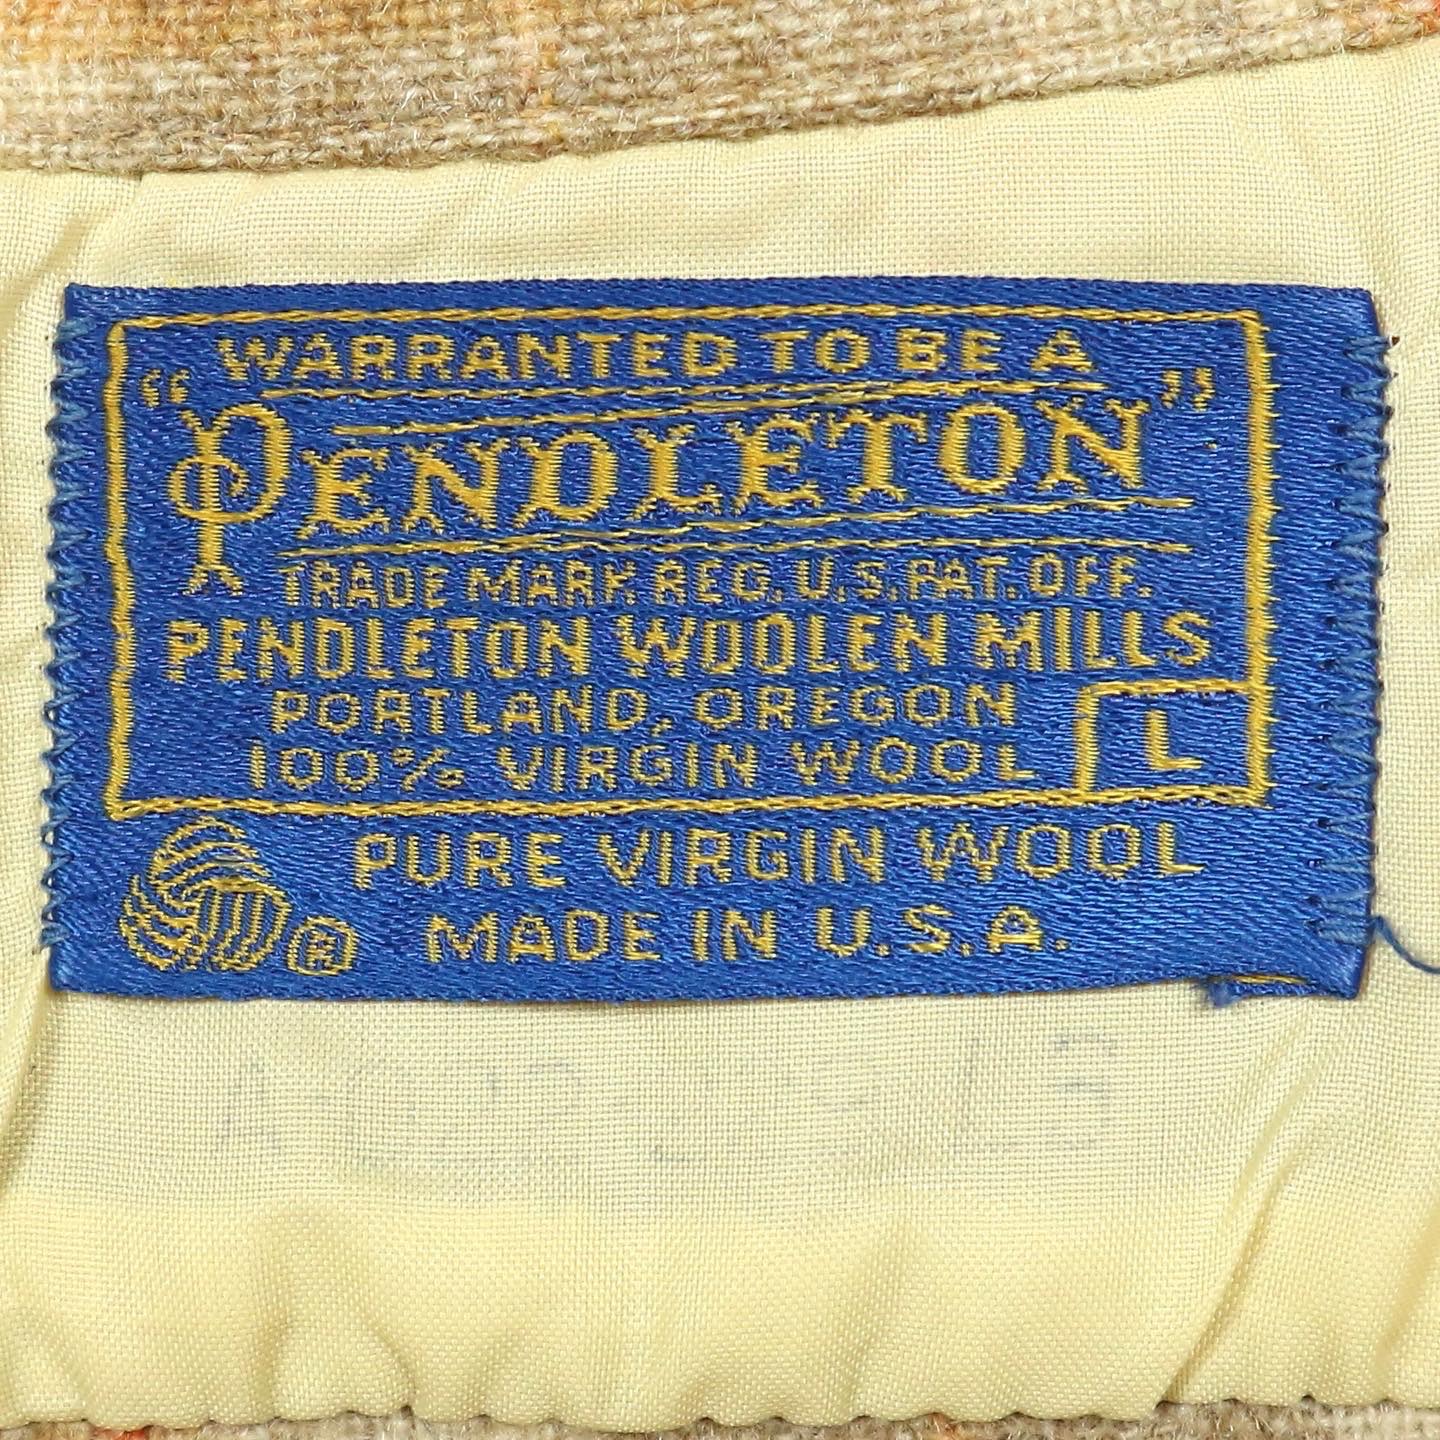 WARRANTED TO BE A
"PENDLETON"
TRADE MARK REG. U.S. PAT. OFF.
PENDLETON WOOLEN MILLS
PORTLAND, OREGON
100% VIRGIN WOOL
L
PURE VIRGIN WOOL
® MADE IN U.S.A.